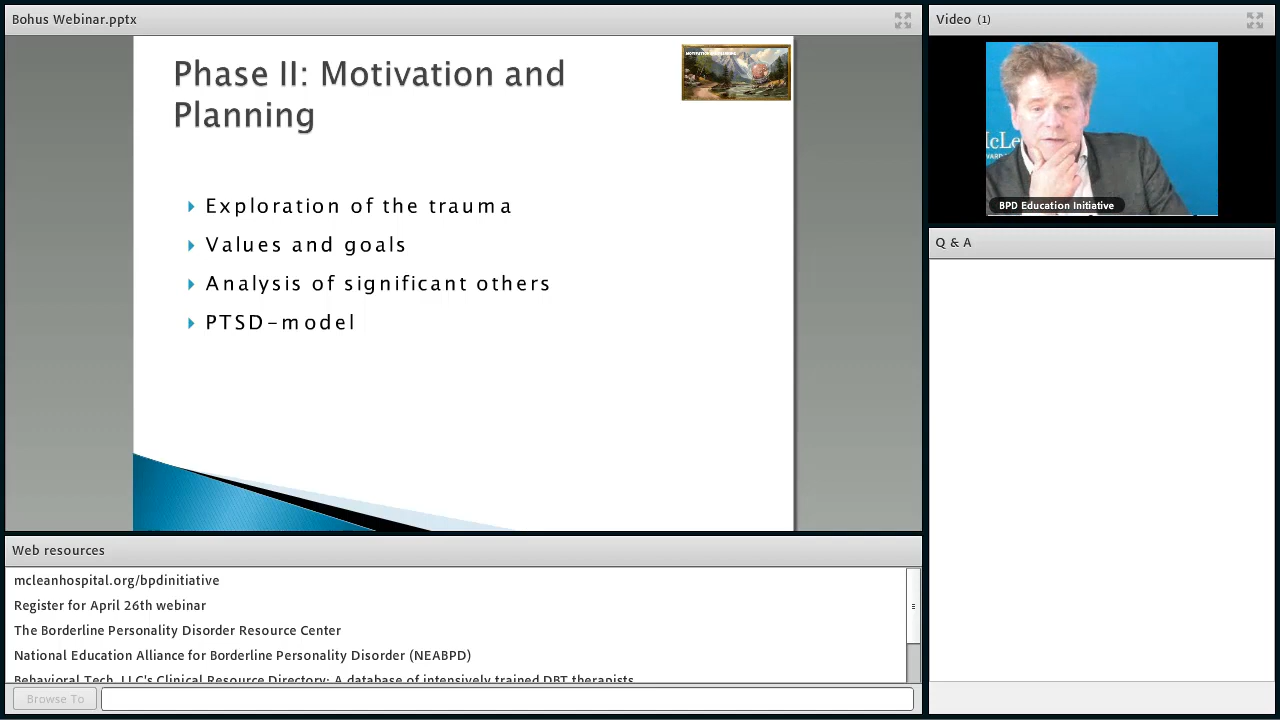 Bohus Webinar.pptx
Phase II: Motivation and
Planning
Exploration of the trauma
Values and goals
Analysis of significant others
PTSD-model
Web resources
mcleanhospital.org/bpdinitiative
Register for April 26th webinar
The Borderline Personality Disorder Resource Center
National Education Alliance for Borderline Personality Disorder (NEABPD)
Behavioral Tech, LLC's Clinical Resource Directory: A database of intensively trained DBT therapists
Browse To
Video (1)
BPD Education Initiative
Q & A